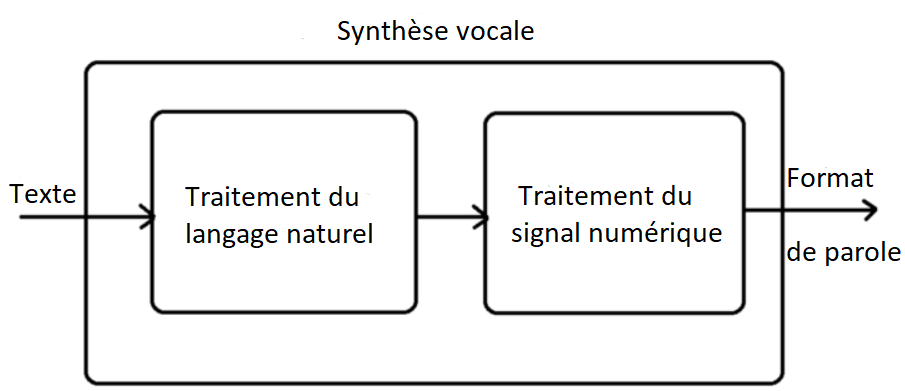 Synthèse vocale
Texte
Traitement du
langage naturel
Traitement du
signal numérique
Format
de parole